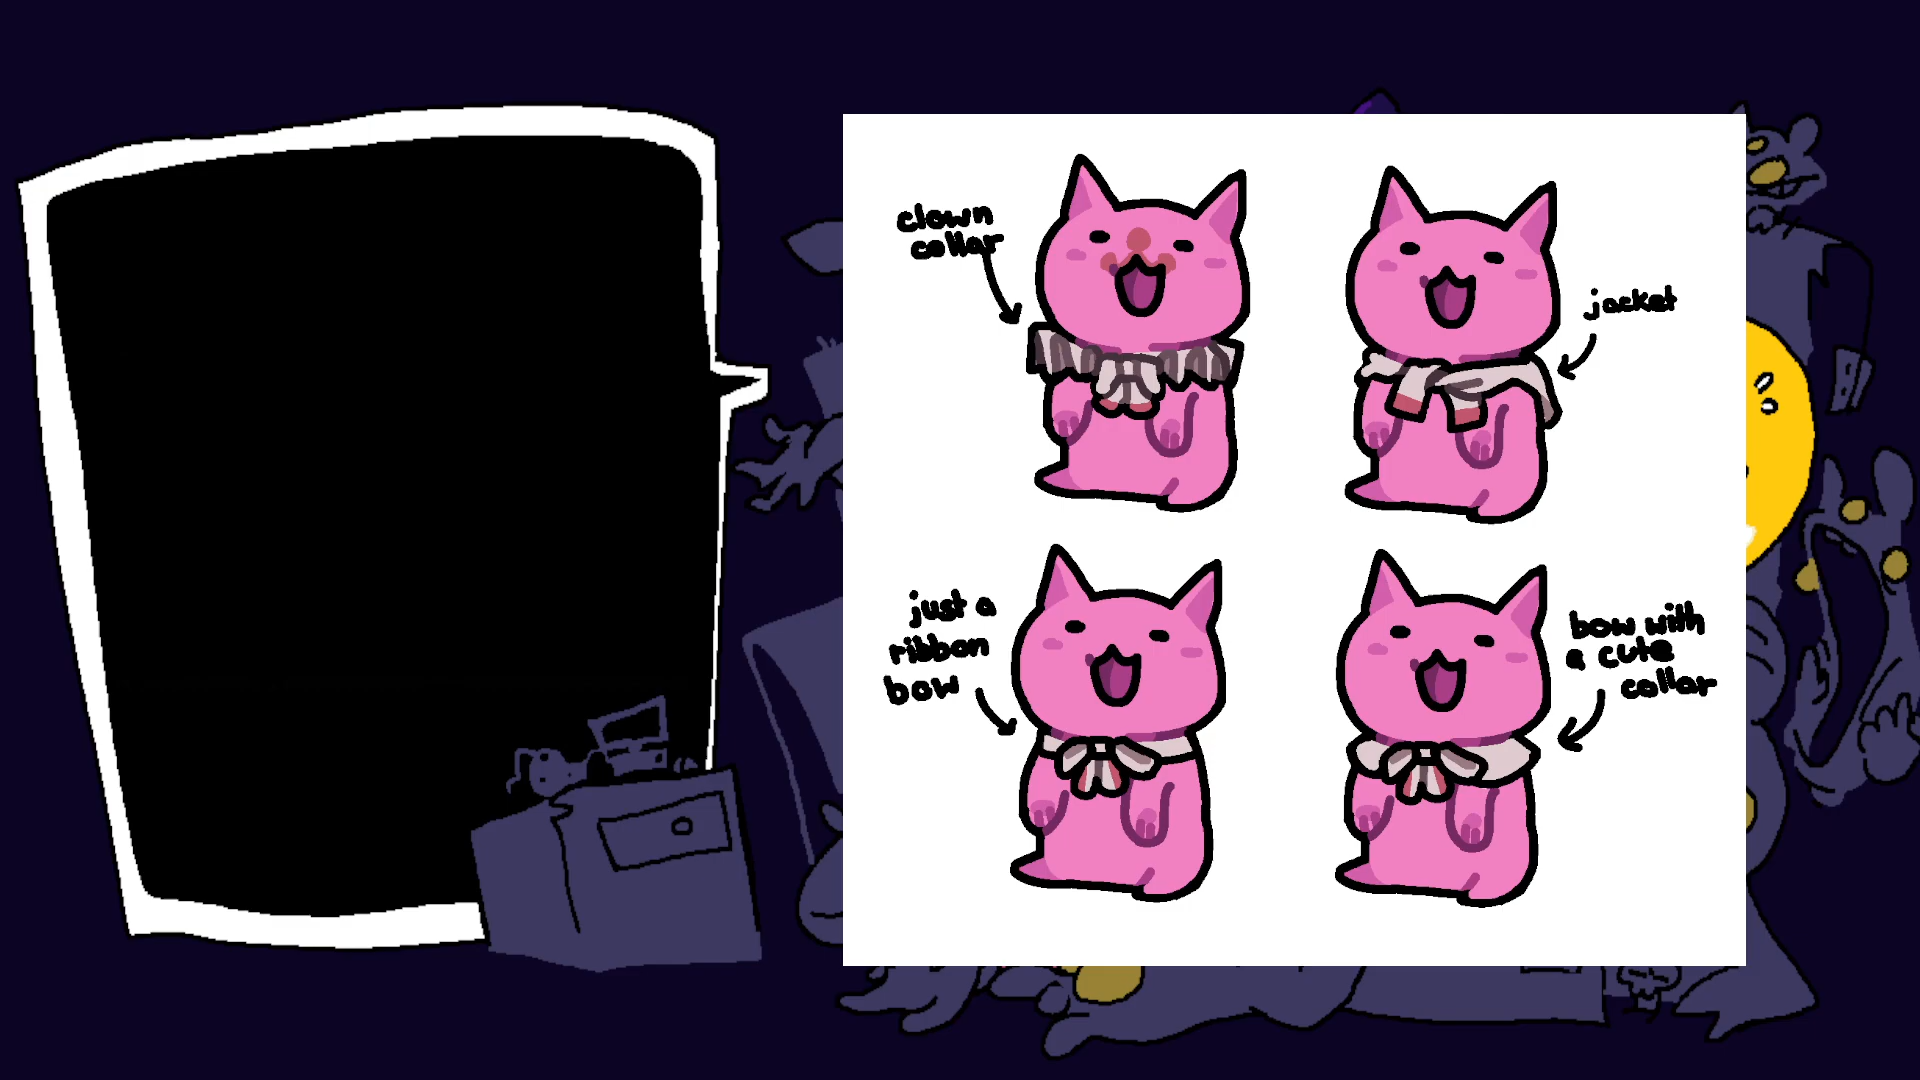 clown
collar
jacket
just a
ribbon
bow
bow with
a cute
collar